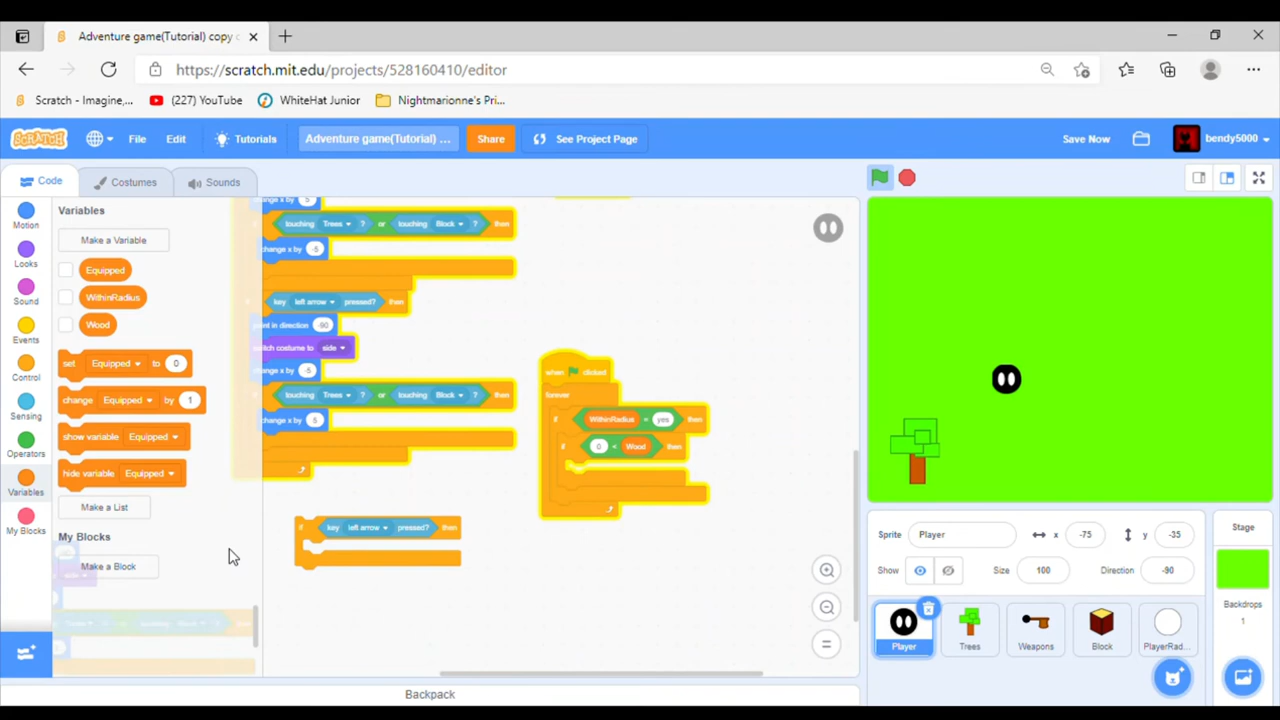 Adventure game(Tutorial) copy
https://scratch.mit.edu/projects/528160410/editor
Scratch - Imagine,...
(227) YouTube
WhiteHat Junior
Nightmarionne's Pri...
SCRATCH
File
Edit
Tutorials
Adventure game(Tutorial) ...
Share
See Project Page
Save Now
bendy5000
Code
Costumes
Sounds
Motion
Looks
Sound
Events
Control
Sensing
Operators
Variables
My Blocks
Variables
Make a Variable
Equipped
WithinRadius
Wood
set Equipped to 0
change Equipped by 1
show variable Equipped
hide variable Equipped
Make a List
My Blocks
Make a Block
change x by 5
touching Trees ? or touching Block ? then
change x by -5
key left arrow pressed? then
point in direction -90
switch costume to side
change x by -5
touching Trees ? or touching Block ? then
change x by 5
if key left arrow pressed? then
when clicked
forever
if WithinRadius = yes then
if 0 < Wood then
Sprite Player
x -75
y -35
Show
Size 100
Direction -90
Player
Trees
Weapons
Block
PlayerRad...
Stage
Backdrops
1
Backpack